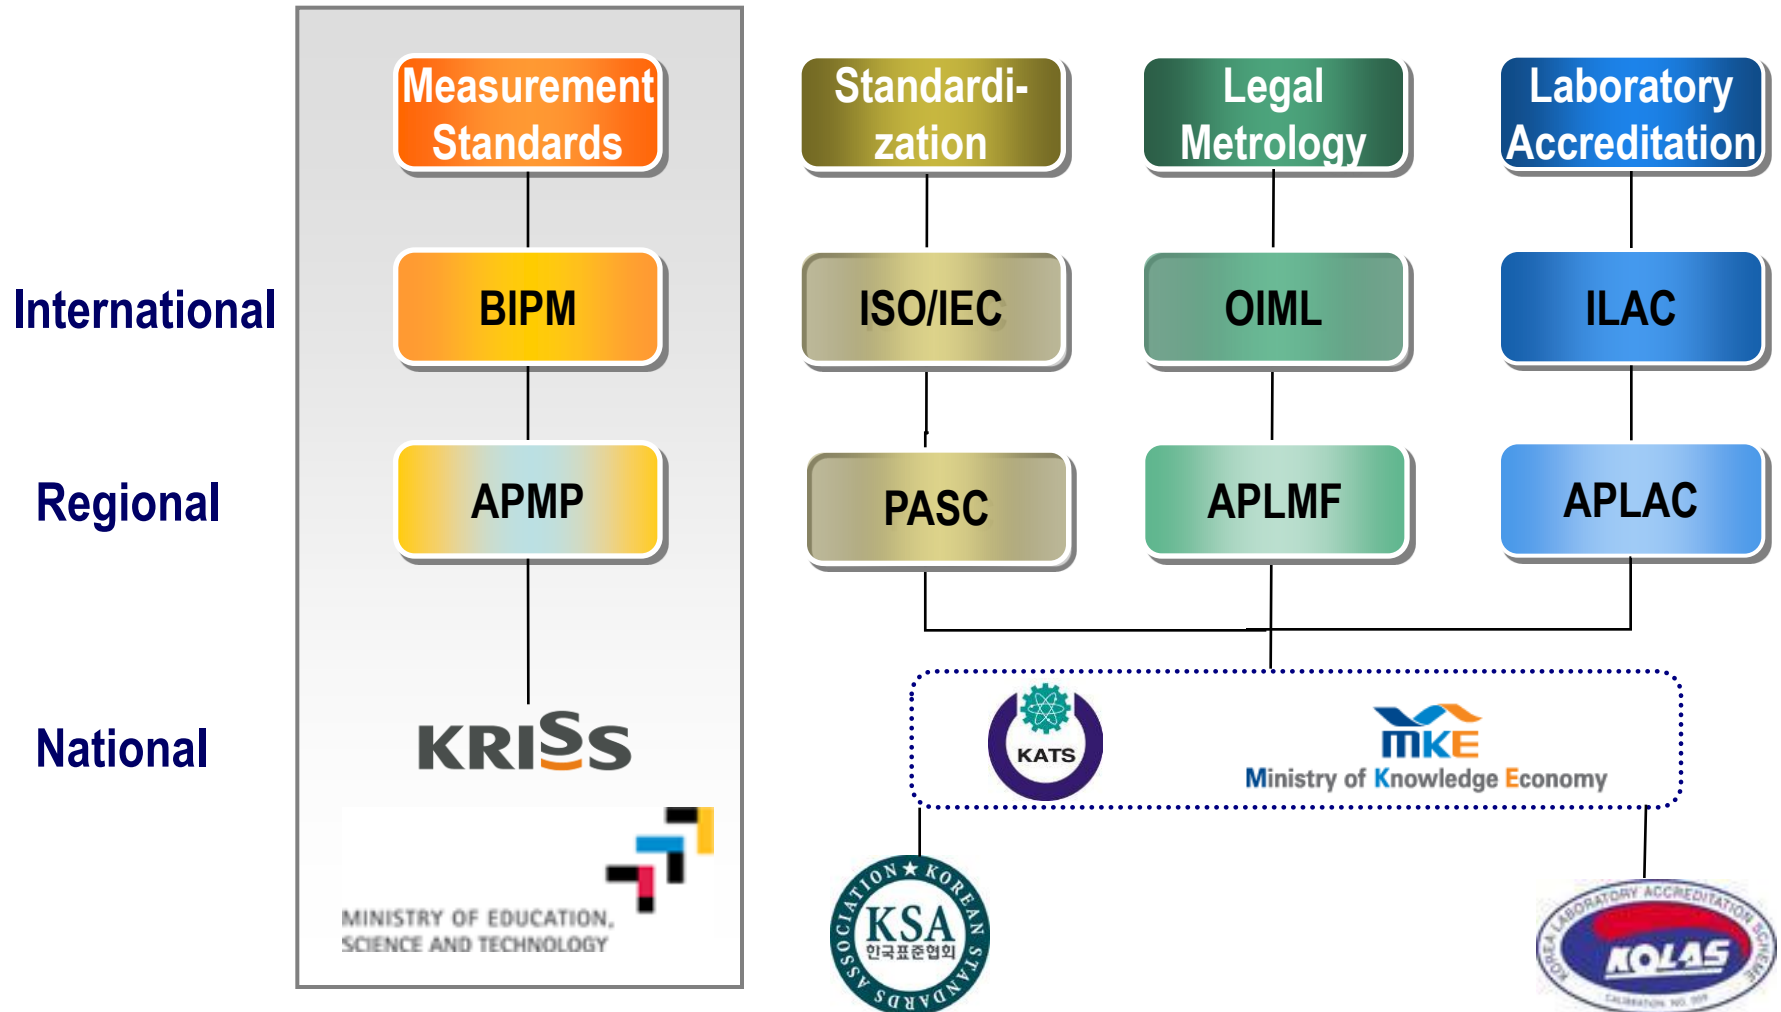 Measurement
Standards
Standardi-
zation
Legal
Metrology
Laboratory
Accreditation
International
BIPM
ISO/IEC
OIML
ILAC
Regional
APMP
PASC
APLMF
APLAC
National
KRISS
KATS
MKE
Ministry of Knowledge Economy
MINISTRY OF EDUCATION,
SCIENCE AND TECHNOLOGY
KOREAN STANDARDS ASSOCIATION
KSA
한국표준협회
KOREA LABORATORY ACCREDITATION SCHEME
KOLAS
CALIBRATION NO.